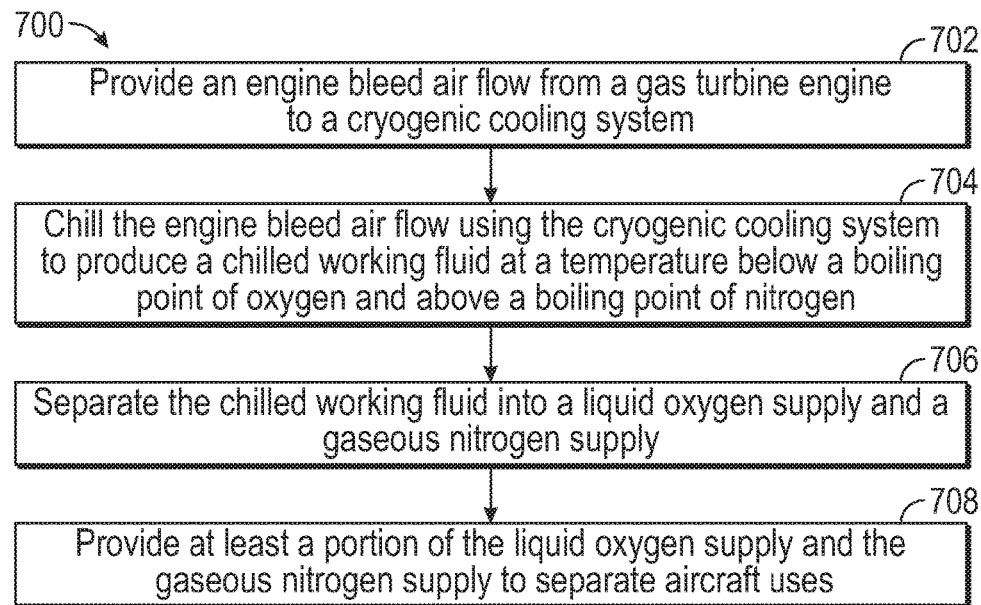 700
702
Provide an engine bleed air flow from a gas turbine engine
to a cryogenic cooling system
704
Chill the engine bleed air flow using the cryogenic cooling system
to produce a chilled working fluid at a temperature below a boiling
point of oxygen and above a boiling point of nitrogen
706
Separate the chilled working fluid into a liquid oxygen supply and a
gaseous nitrogen supply
708
Provide at least a portion of the liquid oxygen supply and the
gaseous nitrogen supply to separate aircraft uses